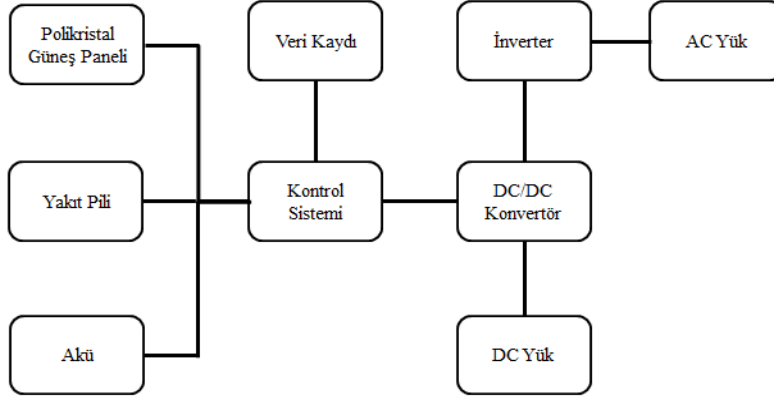 Polikristal
Güneş Paneli
Veri Kaydı
İnverter
AC Yük
Yakıt Pili
Kontrol
Sistemi
DC/DC
Konvertör
Akü
DC Yük